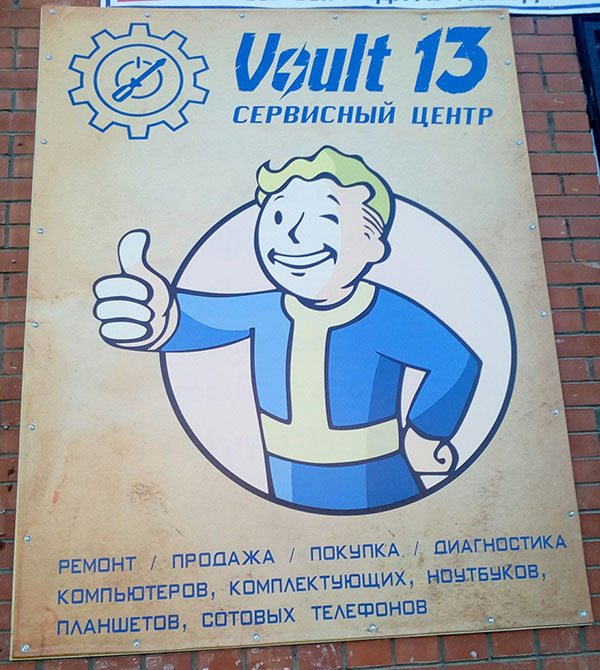 Vault 13
СЕРВИСНЫЙ ЦЕНТР
РЕМОНТ / ПРОДАЖА / ПОКУПКА / ДИАГНОСТИКА
КОМПЬЮТЕРОВ, КОМПЛЕКТУЮЩИХ, НОУТБУКОВ,
ПЛАНШЕТОВ, СОТОВЫХ ТЕЛЕФОНОВ